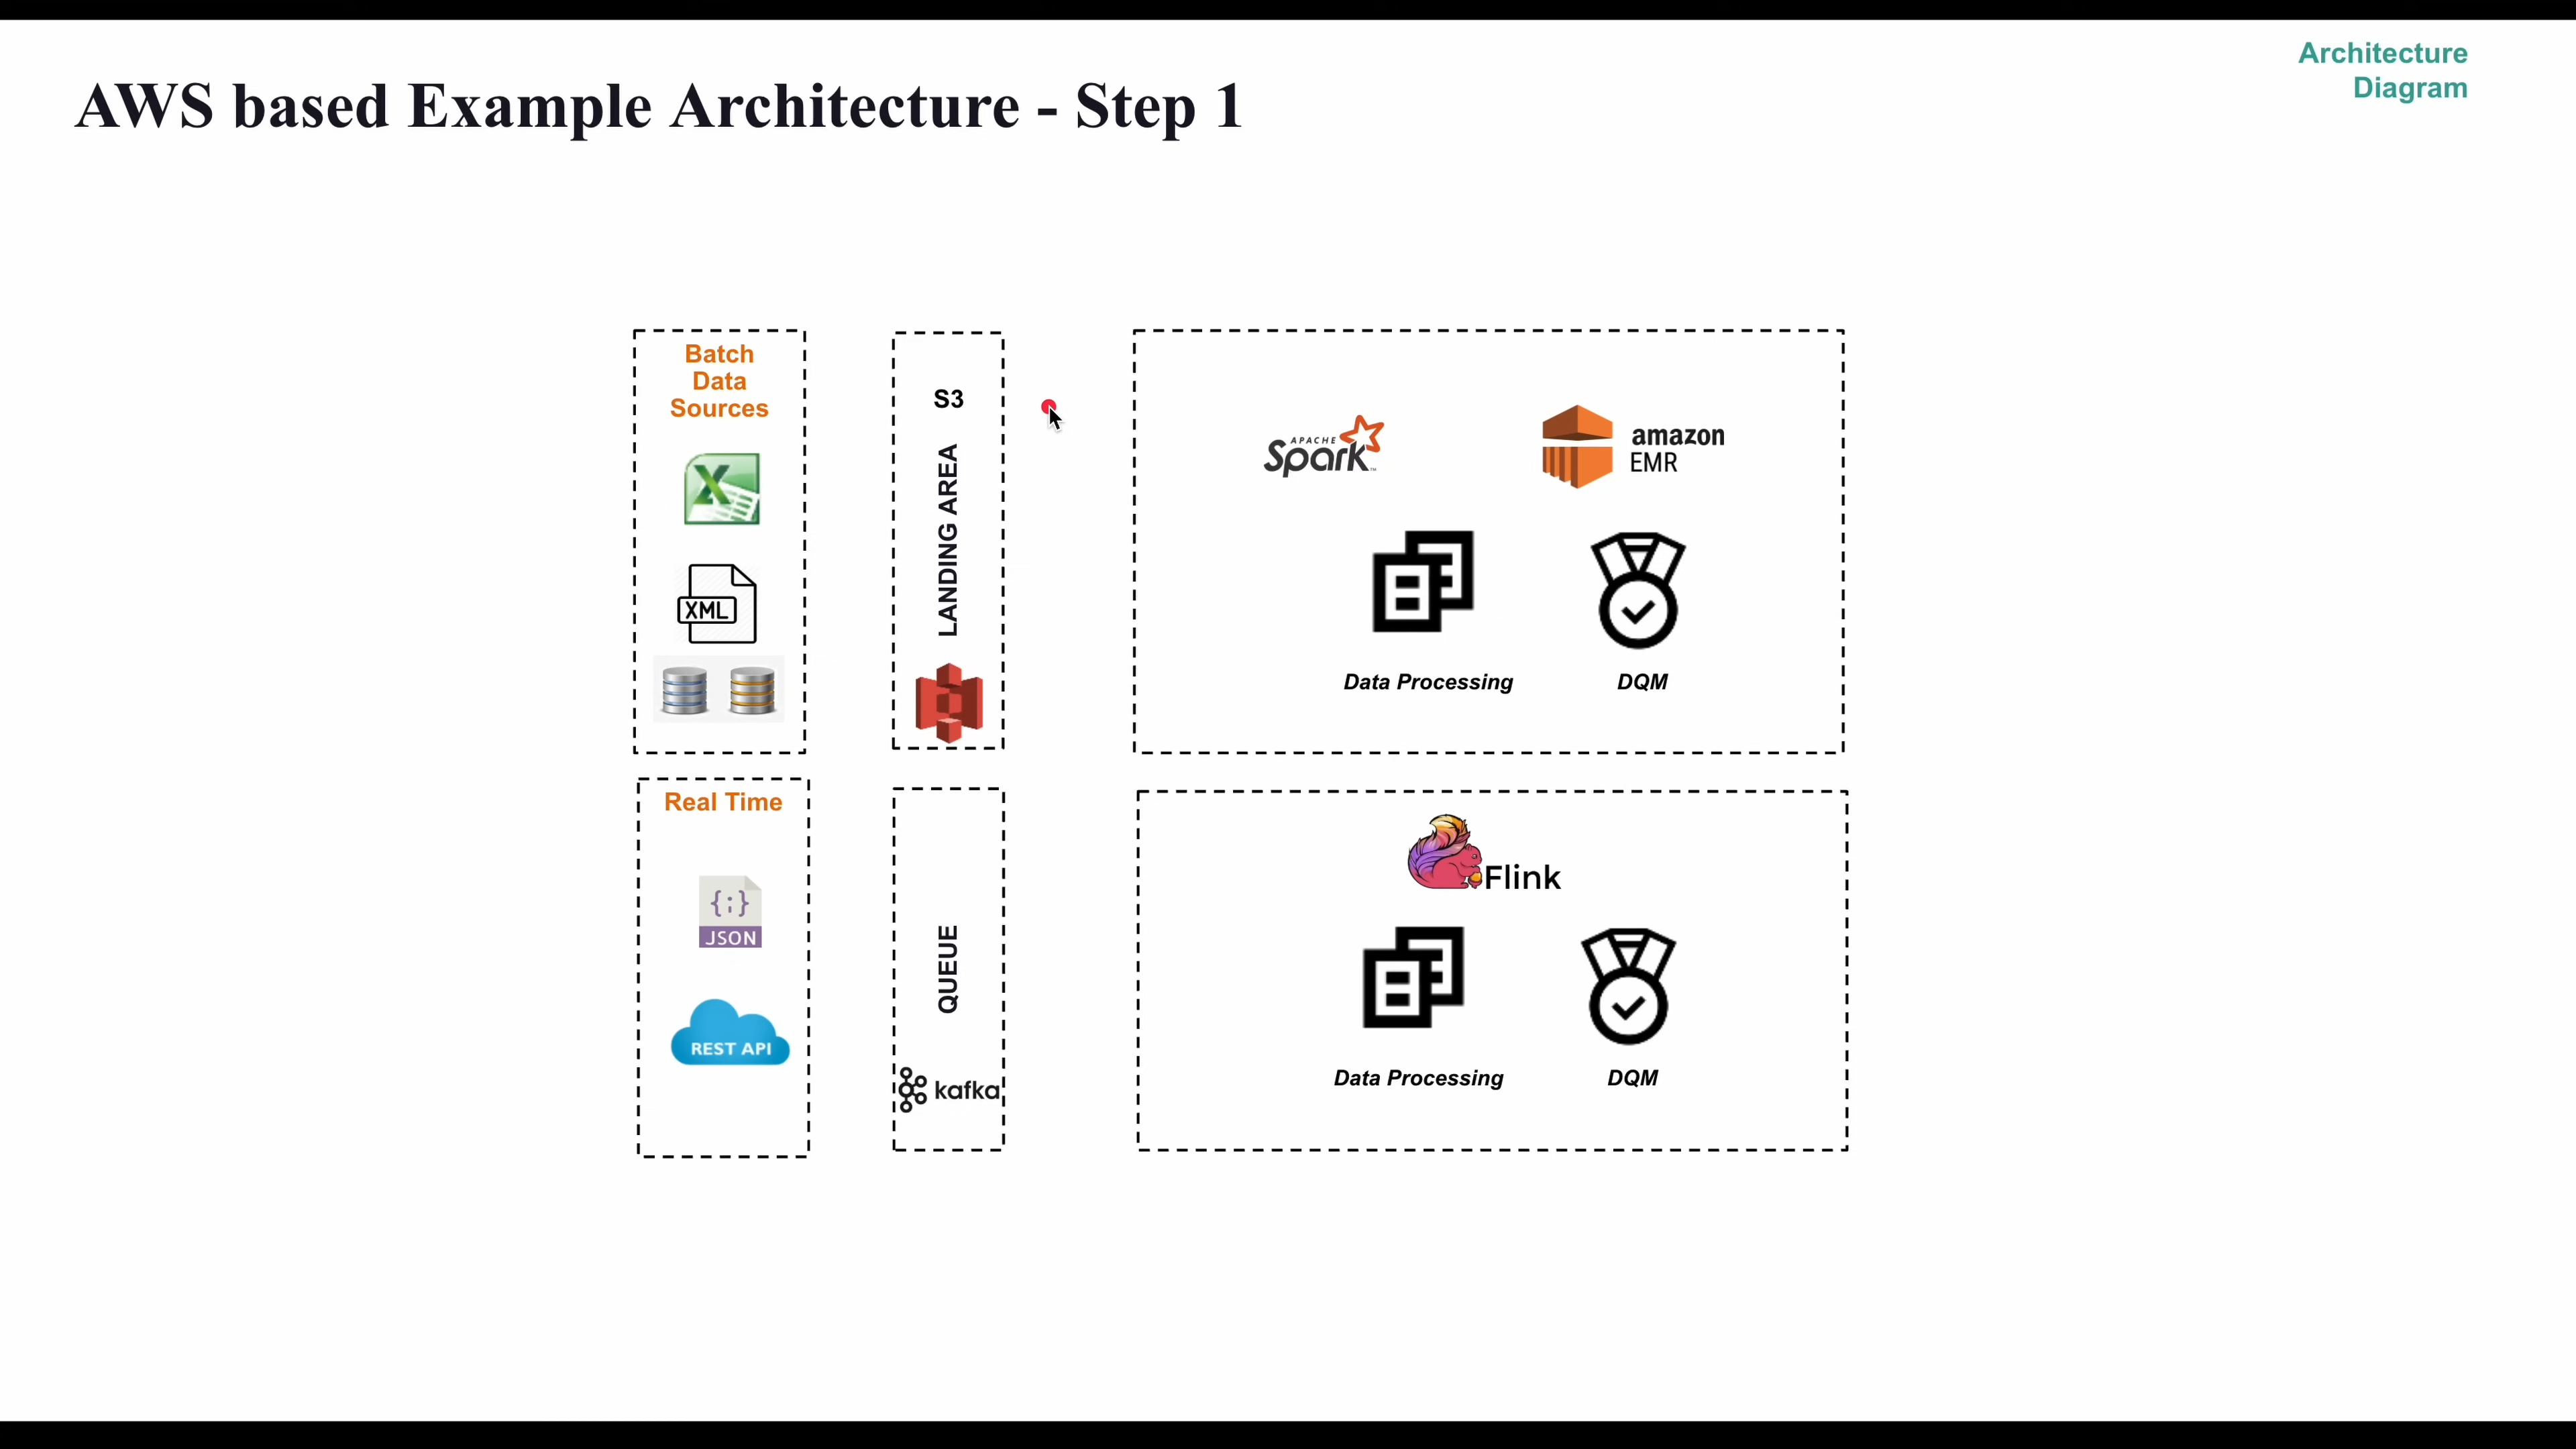 Architecture
Diagram
AWS based Example Architecture - Step 1
Batch
Data
Sources
XML
S3
LANDING AREA
APACHE
Spark™
amazon
EMR
Data Processing
DQM
Real Time
{;}
JSON
REST API
QUEUE
kafka
Flink
Data Processing
DQM